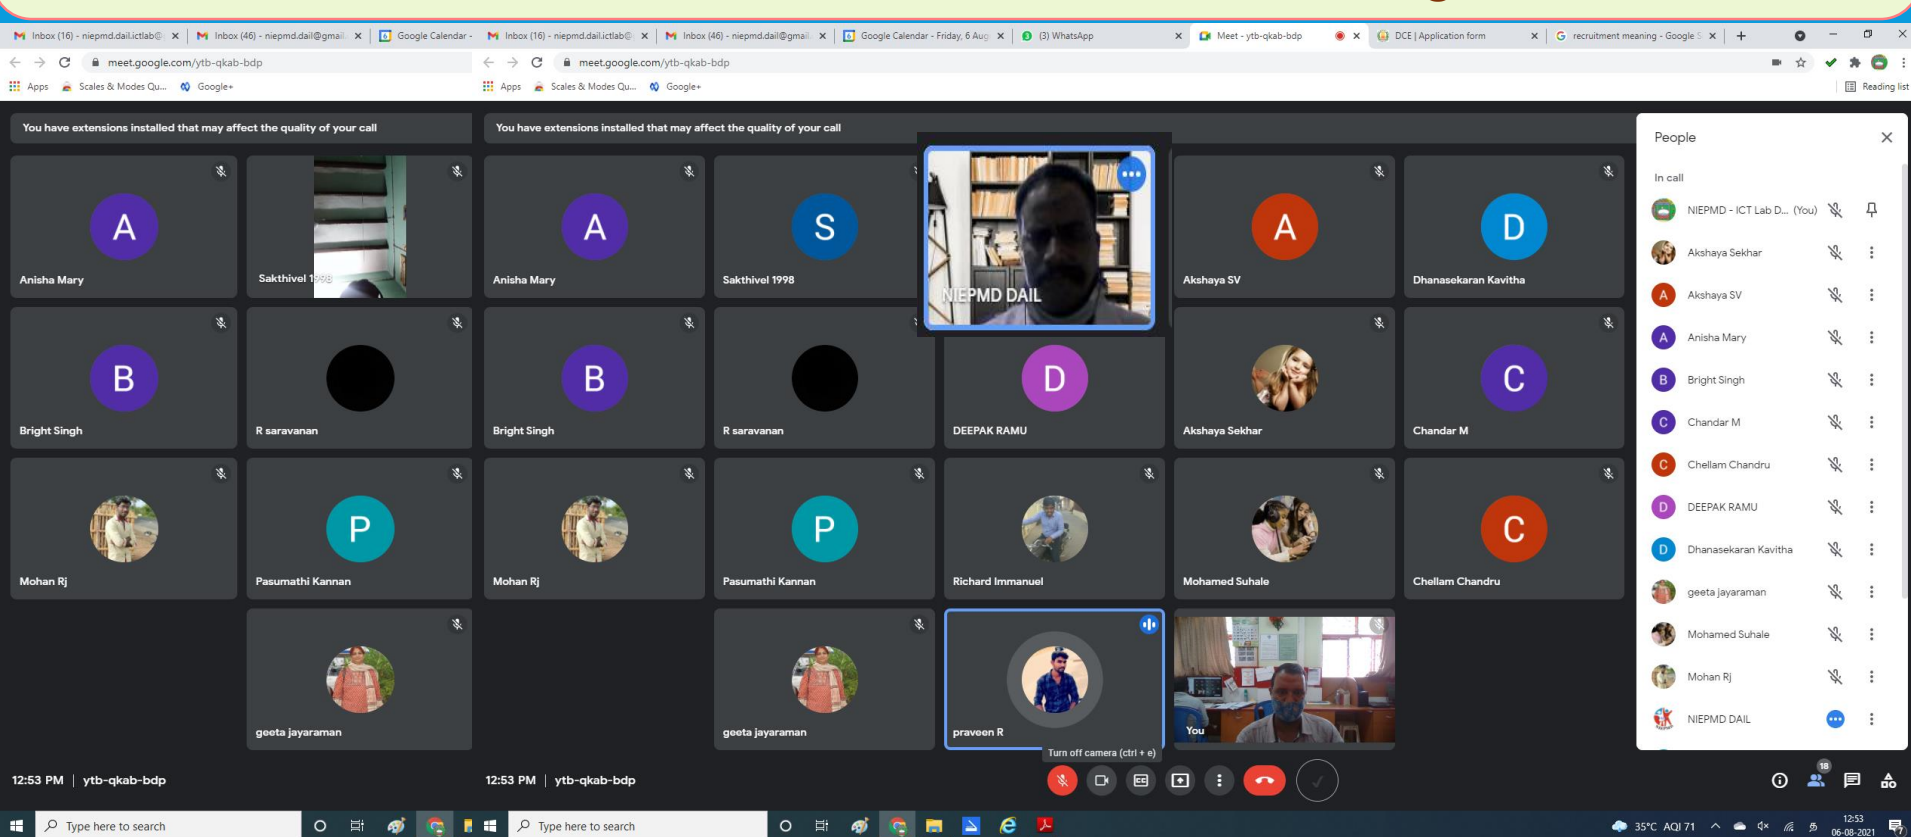 Inbox (16) - niepmd.dail.ictlab@
Inbox (46) - niepmd.dail@gmail.
Google Calendar -
Inbox (16) - niepmd.dail.ictlab@
Inbox (46) - niepmd.dail@gmail.
Google Calendar - Friday, 6 Aug
(3) WhatsApp
Meet - ytb-qkab-bdp
DCE | Application form
recruitment meaning - Google S
meet.google.com/ytb-qkab-bdp
meet.google.com/ytb-qkab-bdp
Apps
Scales & Modes Qu...
Google+
Apps
Scales & Modes Qu...
Google+
Reading list
You have extensions installed that may affect the quality of your call
You have extensions installed that may affect the quality of your call
A
Anisha Mary
Sakthivel 1998
A
Anisha Mary
S
Sakthivel 1998
NIEPMD DAIL
A
Akshaya SV
D
Dhanasekaran Kavitha
B
Bright Singh
R saravanan
B
Bright Singh
R saravanan
D
DEEPAK RAMU
Akshaya Sekhar
C
Chandar M
Mohan Rj
P
Pasumathi Kannan
Mohan Rj
P
Pasumathi Kannan
Richard Immanuel
Mohamed Suhale
C
Chellam Chandru
geeta jayaraman
geeta jayaraman
praveen R
You
Turn off camera (ctrl + e)
People
In call
NIEPMD - ICT Lab D... (You)
Akshaya Sekhar
A Akshaya SV
A Anisha Mary
B Bright Singh
C Chandar M
C Chellam Chandru
D DEEPAK RAMU
D Dhanasekaran Kavitha
geeta jayaraman
Mohamed Suhale
Mohan Rj
NIEPMD DAIL
12:53 PM | ytb-qkab-bdp
12:53 PM | ytb-qkab-bdp
CC
18
Type here to search
Type here to search
35°C AQI 71
12:53
06-08-2021
7